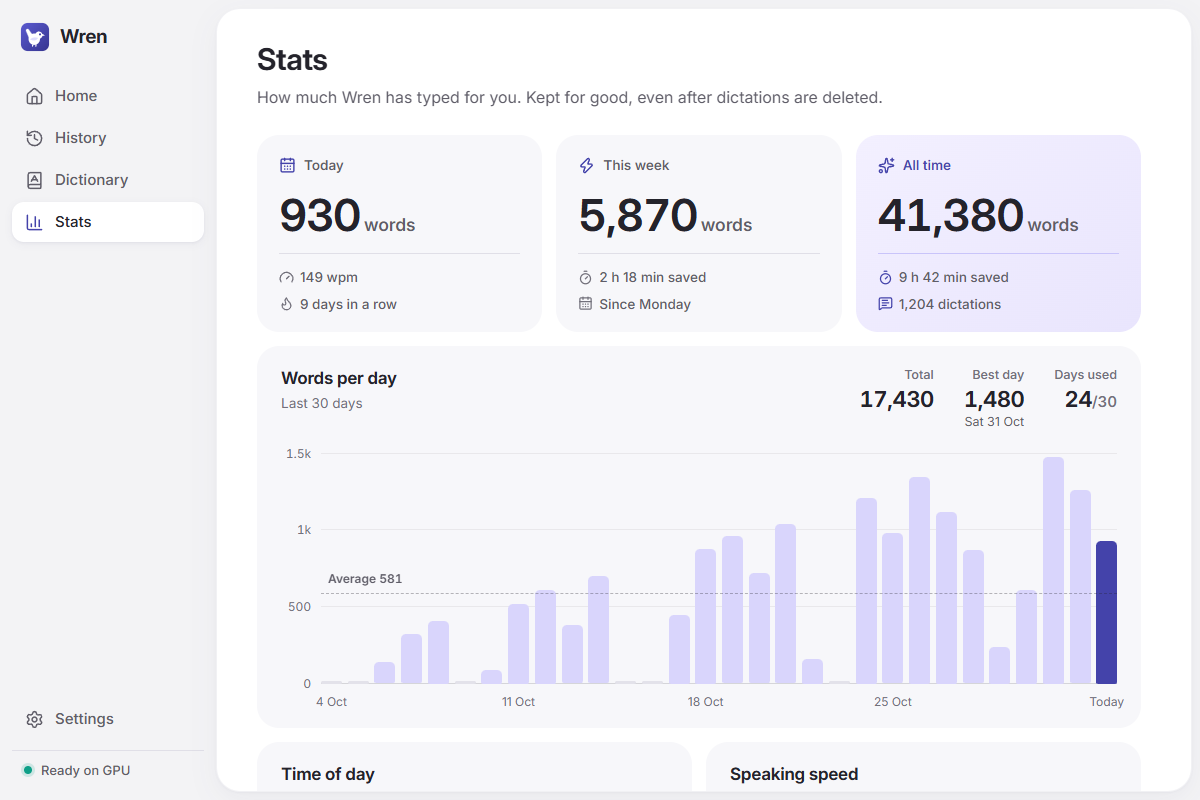 Wren
Home
History
Dictionary
Stats
Settings
Ready on GPU
Stats
How much Wren has typed for you. Kept for good, even after dictations are deleted.
Today
930 words
149 wpm
9 days in a row
This week
5,870 words
2 h 18 min saved
Since Monday
All time
41,380 words
9 h 42 min saved
1,204 dictations
Words per day
Last 30 days
Total
17,430
Best day
1,480
Sat 31 Oct
Days used
24/30
1.5k
1k
Average 581
500
0
4 Oct
11 Oct
18 Oct
25 Oct
Today
Time of day
Speaking speed